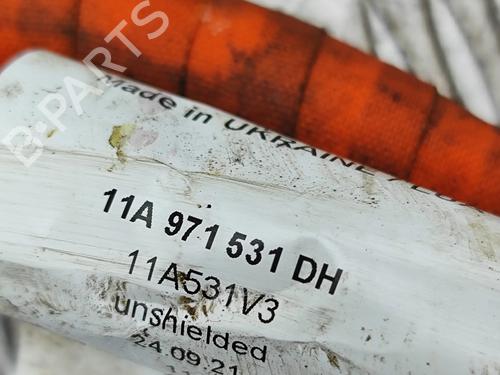 B-PARTS
Made in UKRAINE
11A 971 531 DH
11A531V3
unshielded
24.09.21